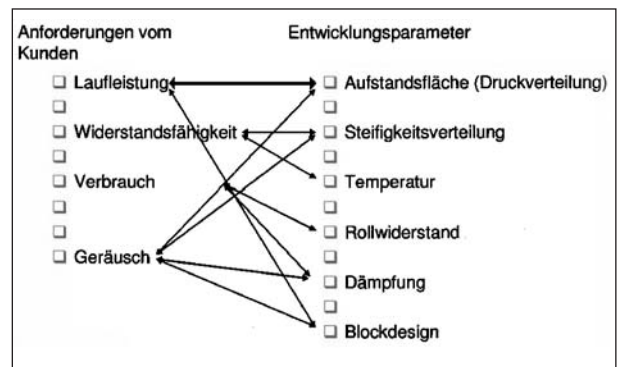 Anforderungen vom
Kunden
Entwicklungsparameter
Laufleistung
Aufstandsfläche (Druckverteilung)
Widerstandsfähigkeit
Steifigkeitsverteilung
Verbrauch
Temperatur
Rollwiderstand
Geräusch
Dämpfung
Blockdesign